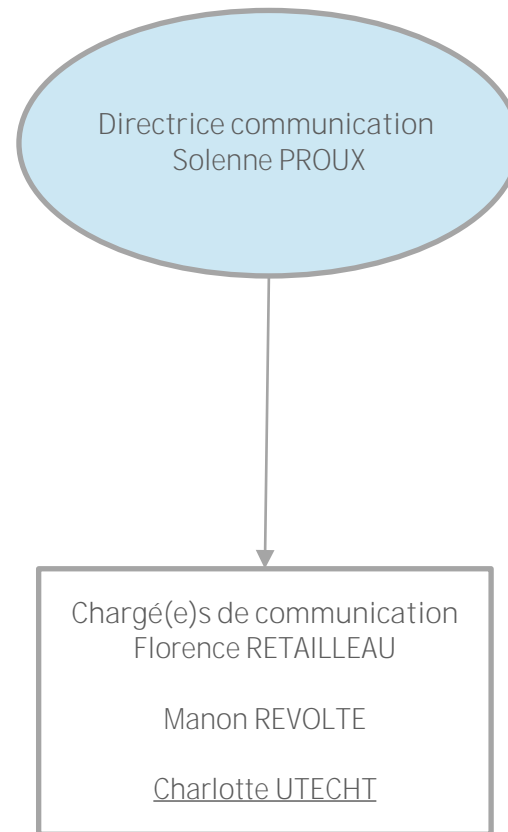 Directrice communication
Solenne PROUX
Chargé(e)s de communication
Florence RETAILLEAU
Manon REVOLTE
Charlotte UTECHT